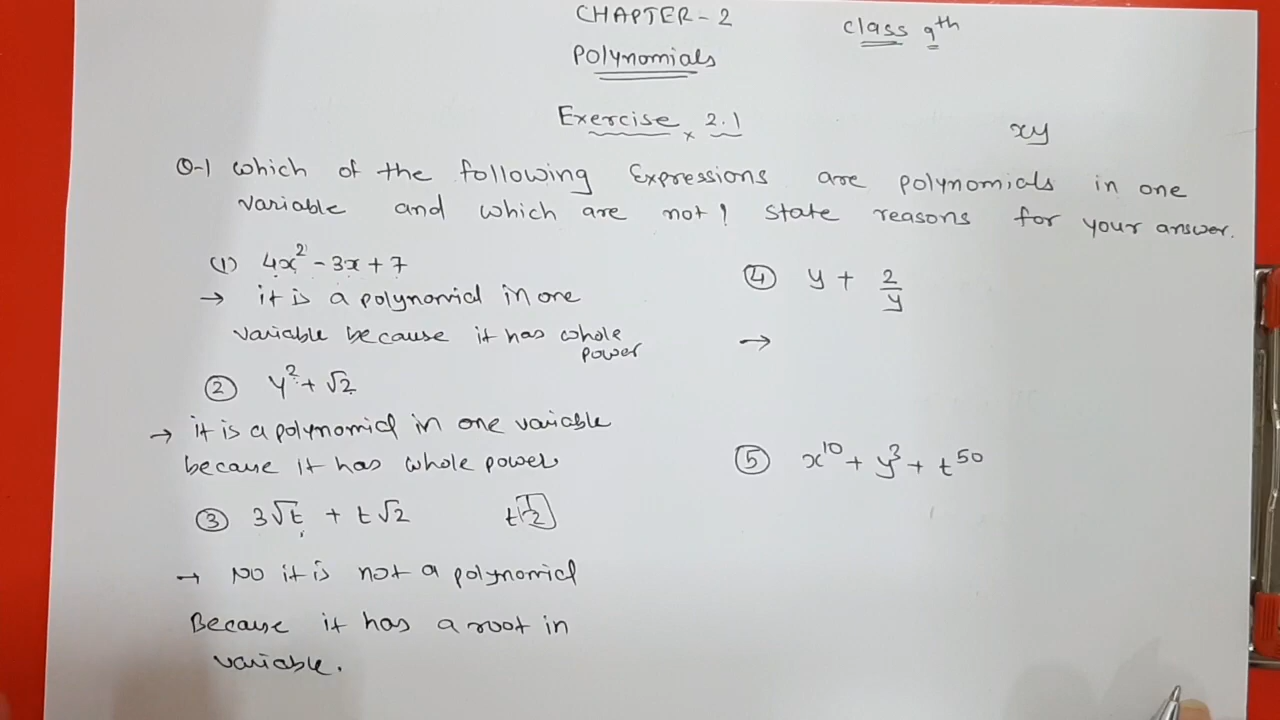 CHAPTER-2
Class 9th
Polynomials
Exercise 2.1
x
xy
Q-1 Which of the following Expressions are polynomials in one
variable and which are not? State reasons for your answer.
(1) 4x² - 3x + 7
→ it is a polynomial in one
variable because it has whole
power
② y² + √2
→ it is a polynomial in one variable
because it has whole power
③ 3√t + t√2
t 1/2
→ No it is not a polynomial
Because it has a root in
variable.
④ y + 2/y
→
⑤ x¹⁰ + y³ + t⁵⁰